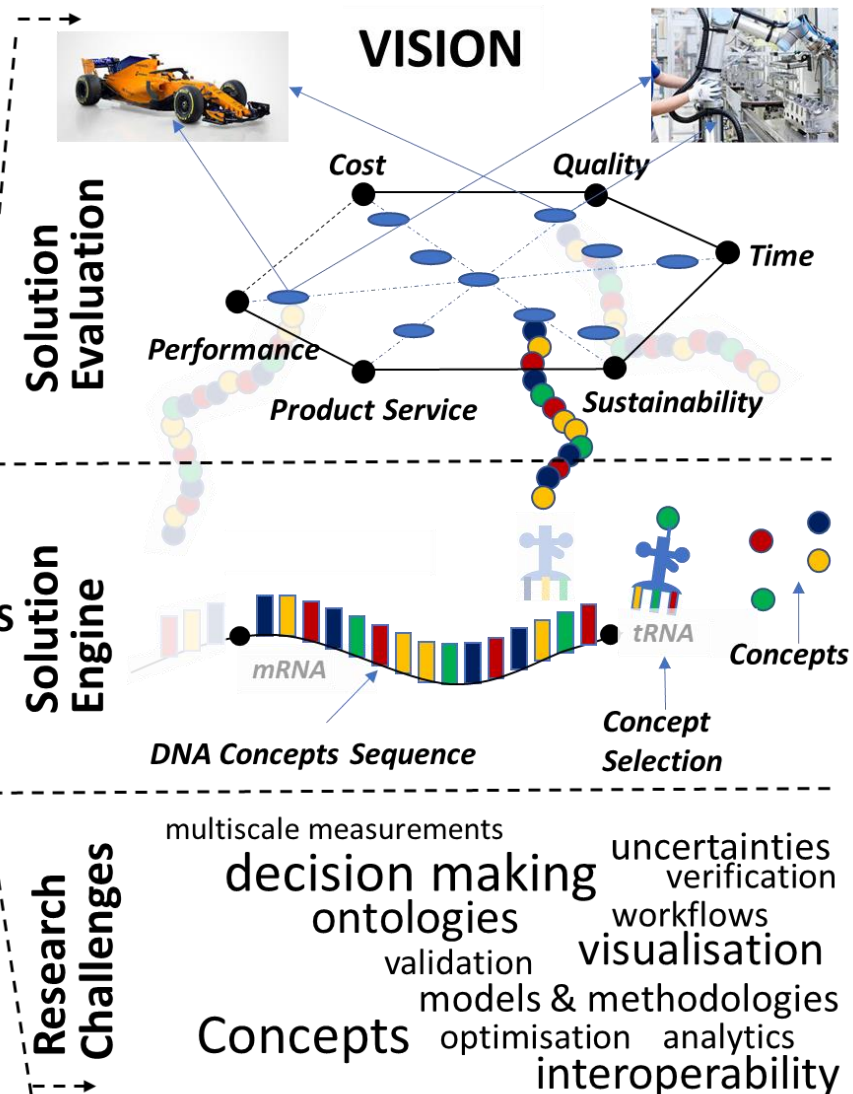 VISION
Cost
Quality
Time
Solution
Evaluation
Performance
Product Service
Sustainability
s
Solution
Engine
mRNA
tRNA
Concepts
DNA Concepts Sequence
Concept
Selection
Research
Challenges
multiscale measurements
uncertainties
decision making
verification
ontologies
workflows
visualisation
validation
models & methodologies
Concepts
optimisation
analytics
interoperability